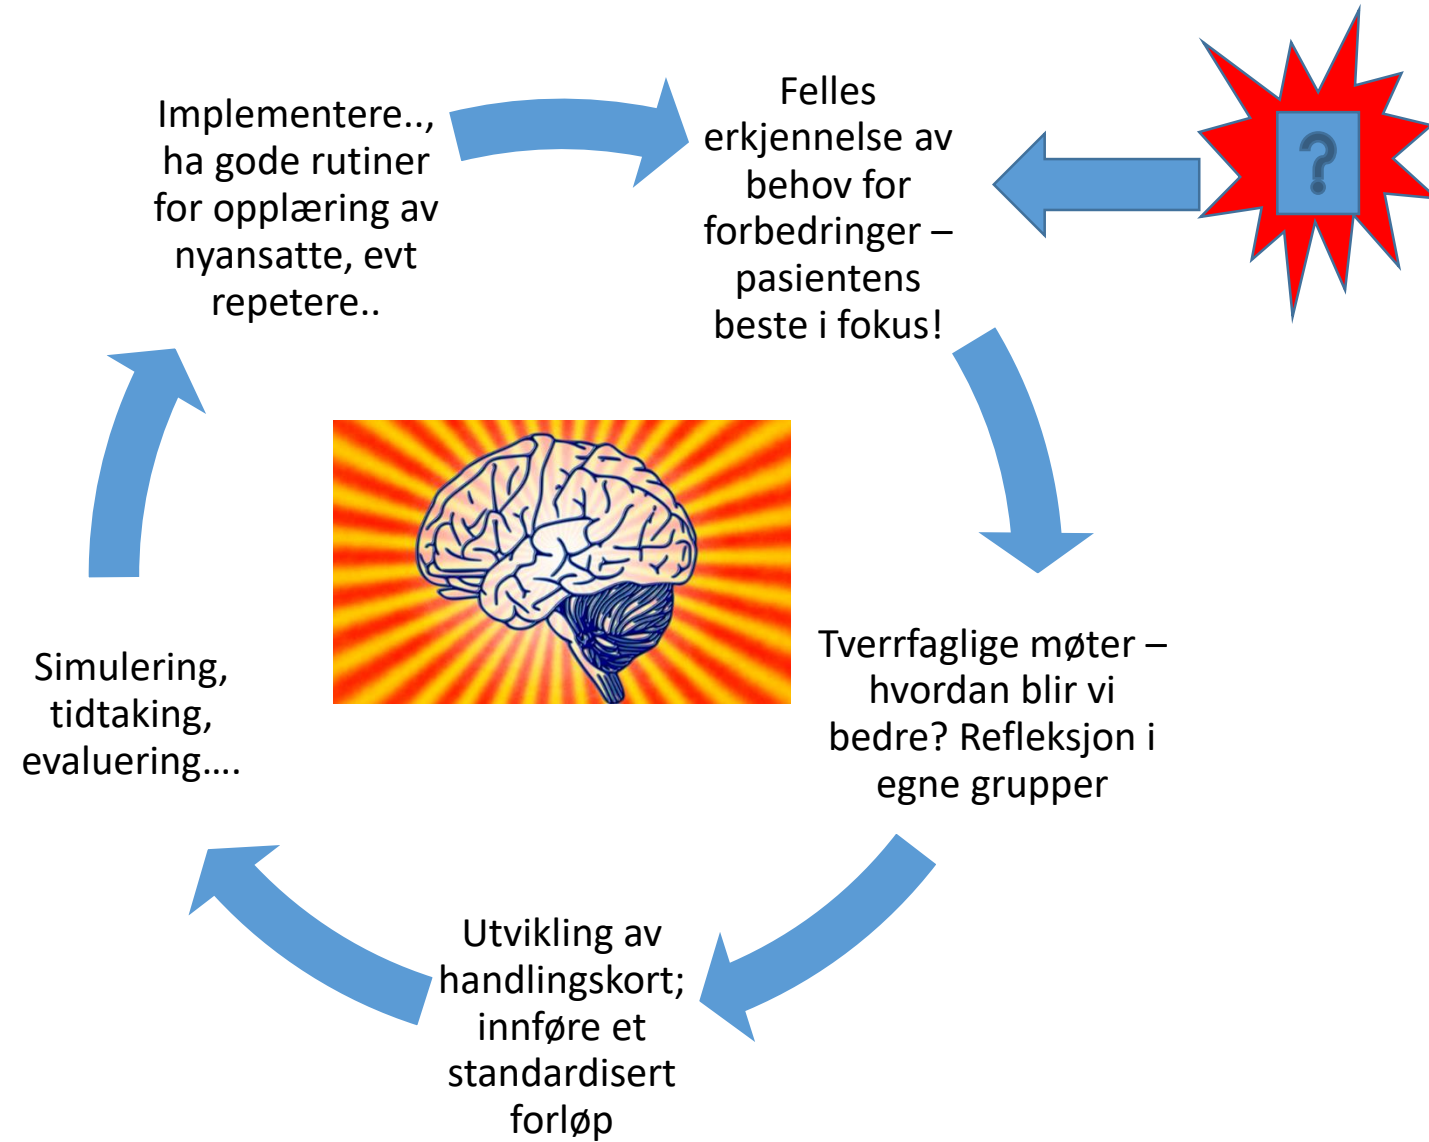 Felles
erkjennelse av
behov for
forbedringer –
pasientens
beste i fokus!
?
Tverrfaglige møter –
hvordan blir vi
bedre? Refleksjon i
egne grupper
Utvikling av
handlingskort;
innføre et
standardisert
forløp
Simulering,
tidtaking,
evaluering....
Implementere..,
ha gode rutiner
for opplæring av
nyansatte, evt
repetere..